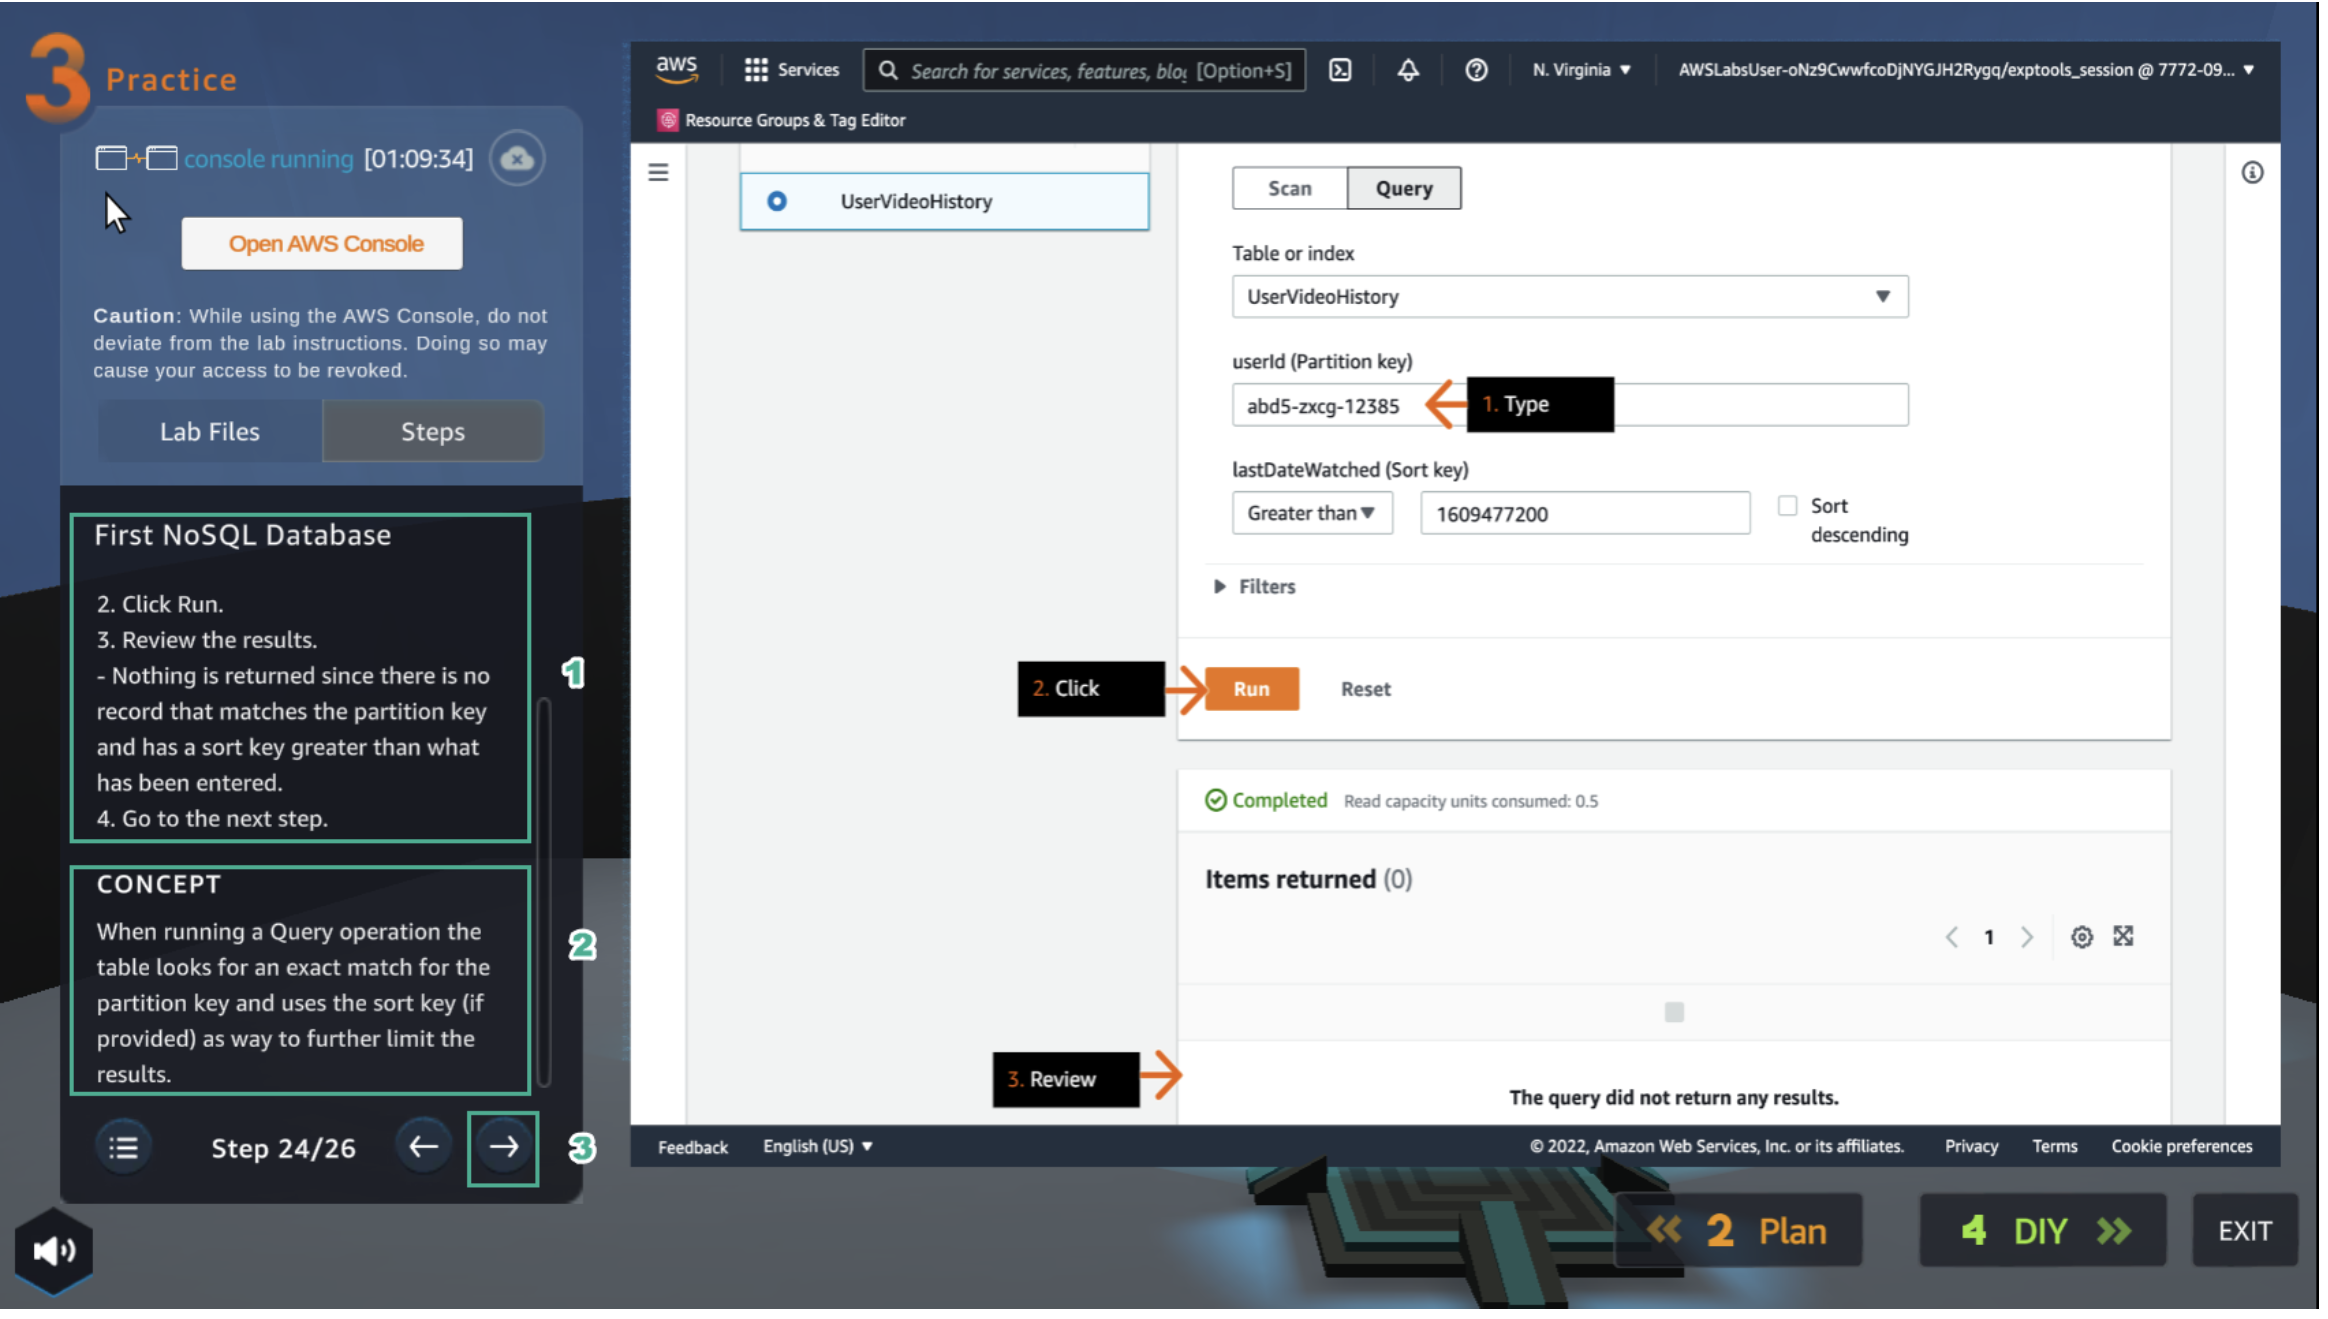 3 Practice
console running [01:09:34]
Open AWS Console
Caution: While using the AWS Console, do not
deviate from the lab instructions. Doing so may
cause your access to be revoked.
Lab Files
Steps
First NoSQL Database
2. Click Run.
3. Review the results.
- Nothing is returned since there is no
record that matches the partition key
and has a sort key greater than what
has been entered.
4. Go to the next step.
1
CONCEPT
When running a Query operation the
table looks for an exact match for the
partition key and uses the sort key (if
provided) as way to further limit the
results.
2
Step 24/26
3
aws
Services
Search for services, features, blog [Option+S]
N. Virginia
AWSLabsUser-oNz9CwwfcoDjNYGJH2Rygq/exptools_session @ 7772-09...
Resource Groups & Tag Editor
UserVideoHistory
Scan
Query
Table or index
UserVideoHistory
userId (Partition key)
abd5-zxcg-12385
1. Type
lastDateWatched (Sort key)
Greater than
1609477200
Sort
descending
Filters
2. Click
Run
Reset
Completed
Read capacity units consumed: 0.5
Items returned (0)
1
3. Review
The query did not return any results.
Feedback
English (US)
© 2022, Amazon Web Services, Inc. or its affiliates.
Privacy
Terms
Cookie preferences
2 Plan
4 DIY
EXIT